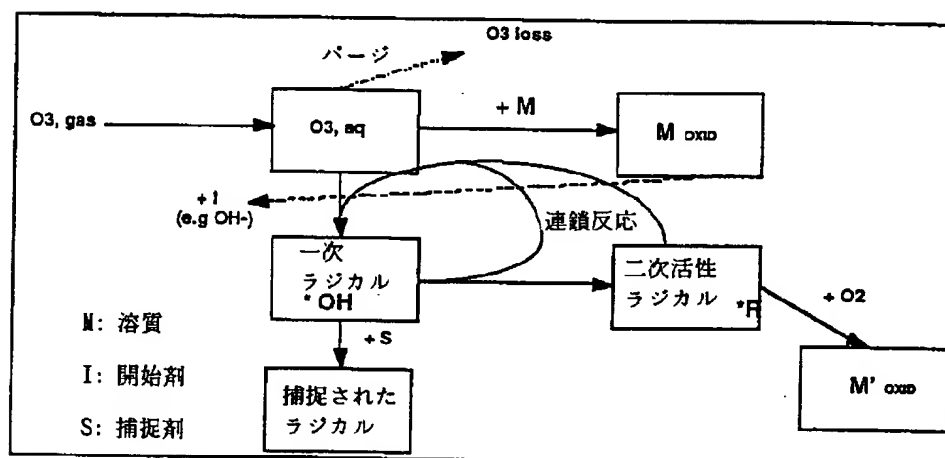 O3 loss
パージ
+ M
O3, gas
O3, aq
M OXID
+ I
(e.g OH-)
連鎖反応
一次
ラジカル
*OH
二次活性
ラジカル
*R
+ O2
M: 溶質
+ S
I: 開始剤
捕捉された
ラジカル
M' OXID
S: 捕捉剤